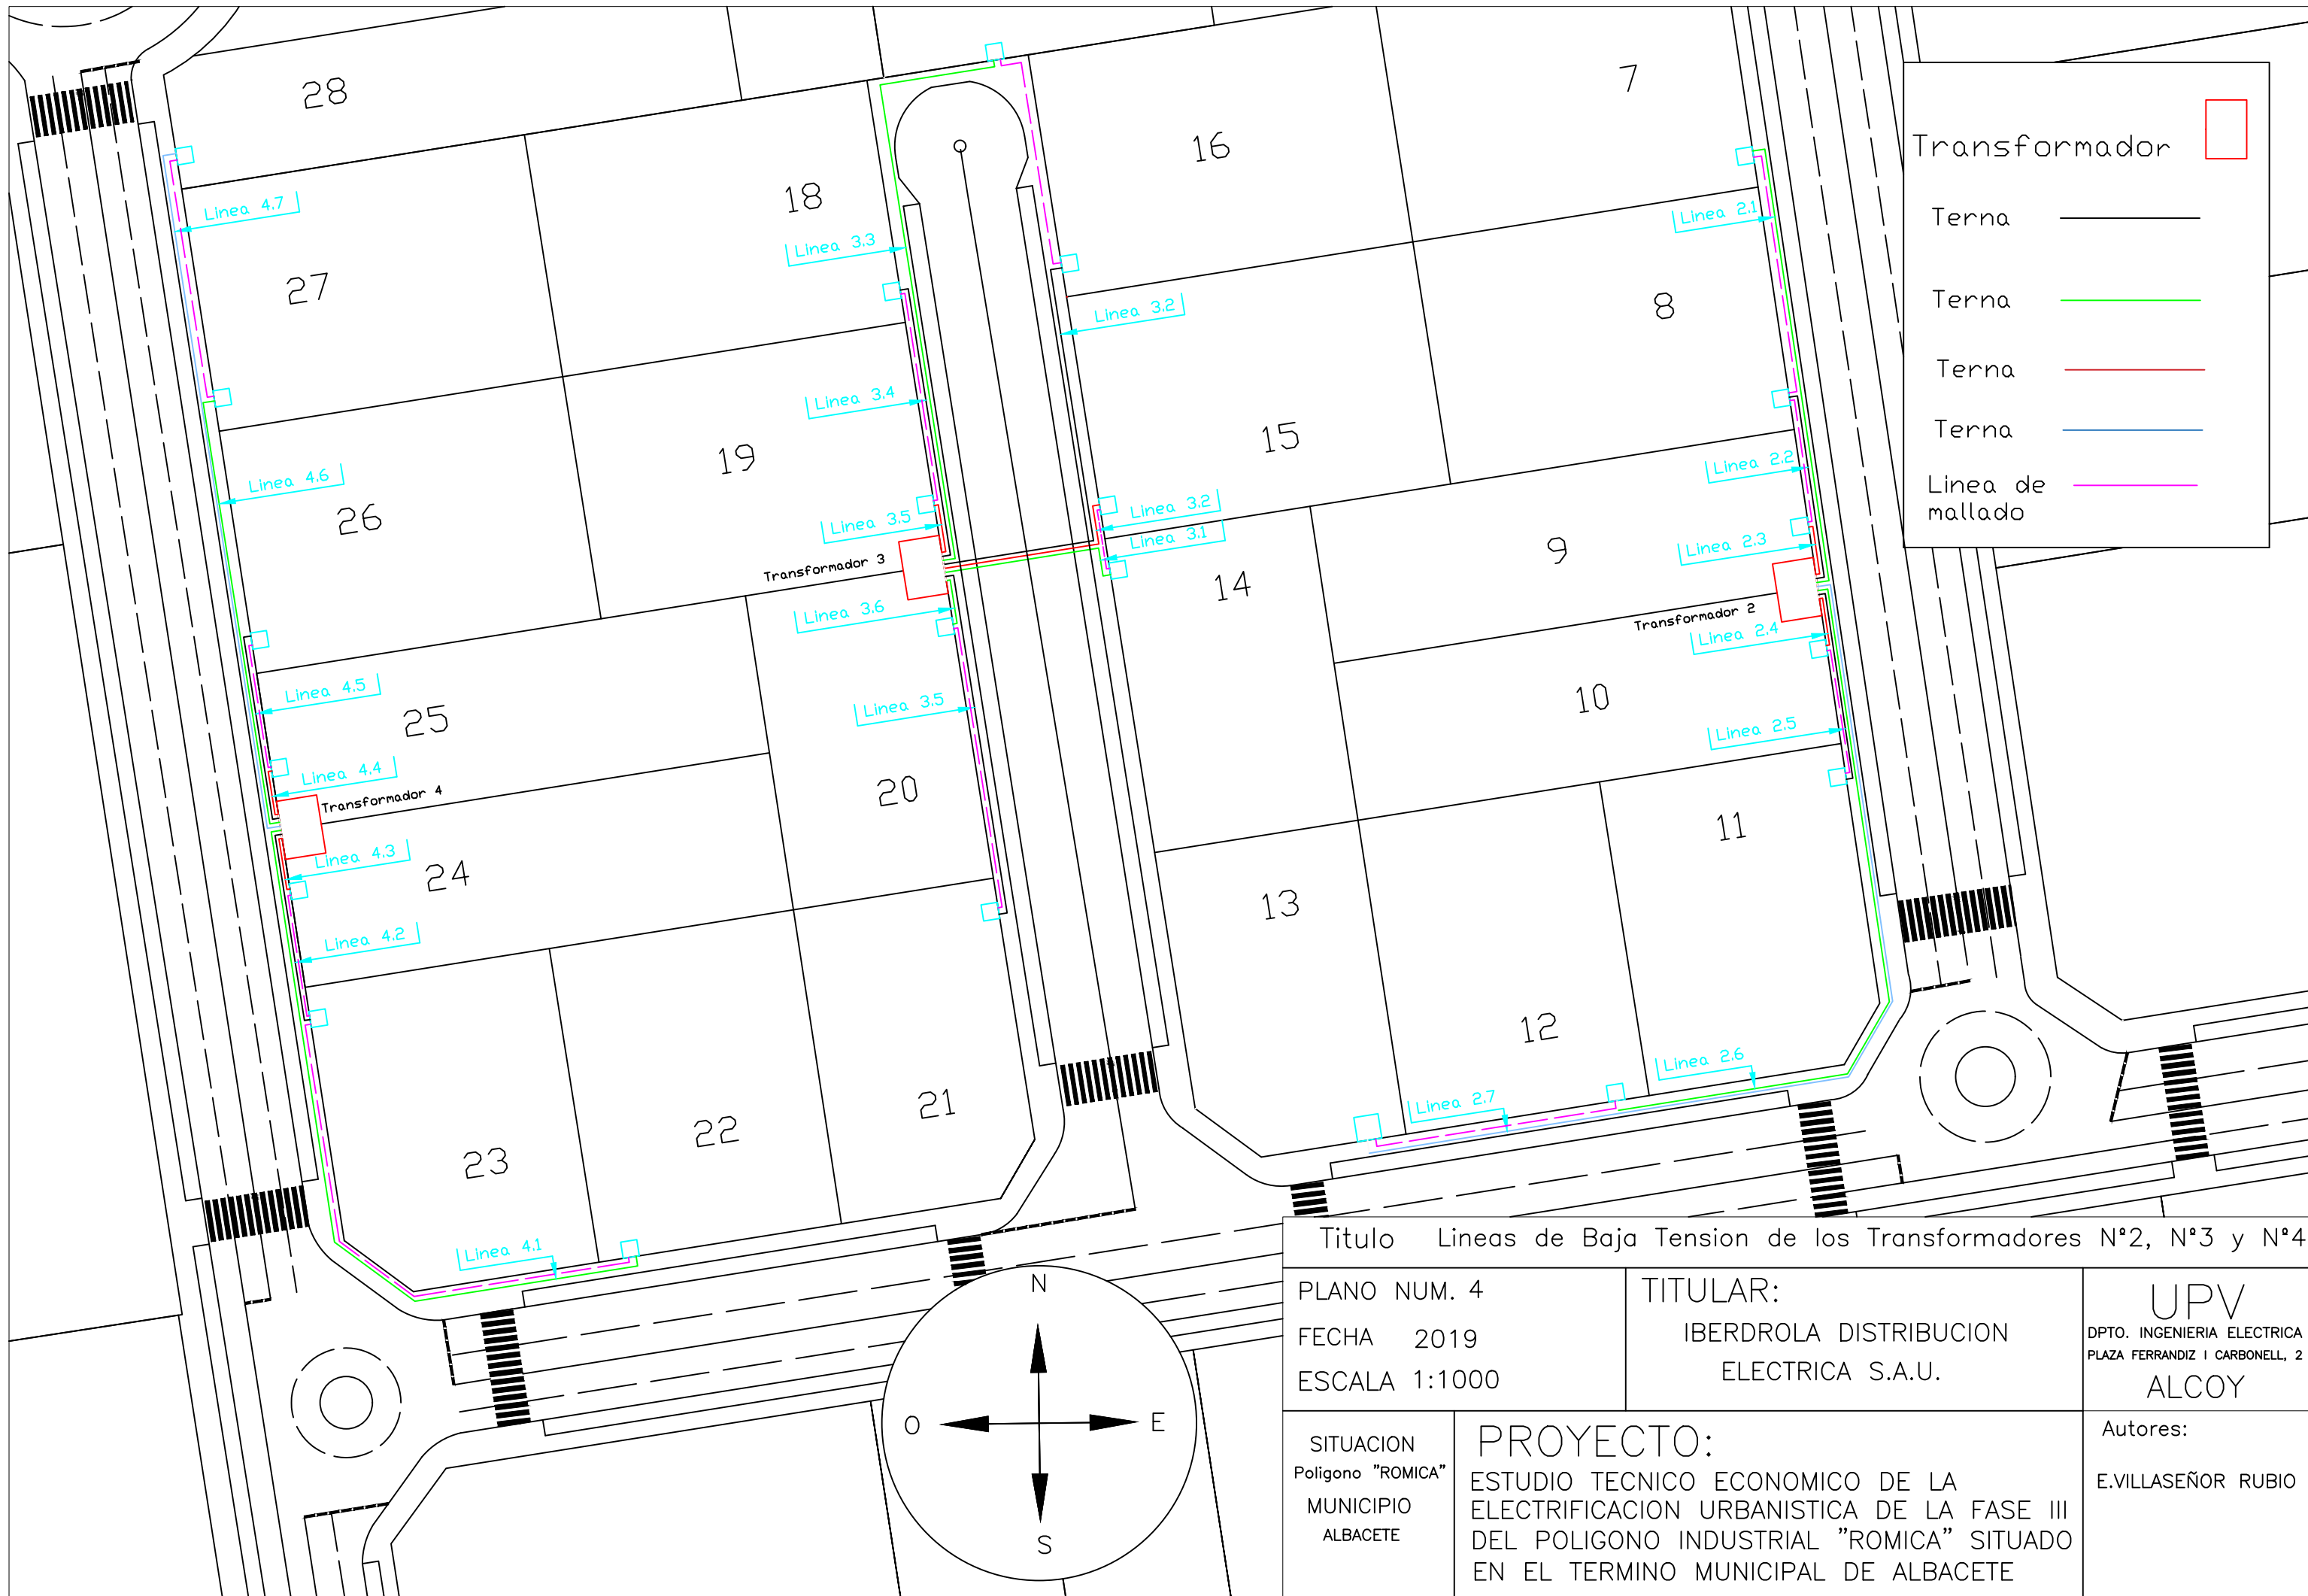 28
7
16
18
Transformador
Terna
Terna
Terna
Terna
Linea de
mallado
Linea 4.7
Linea 2.1
Linea 3.3
27
8
Linea 3.2
Linea 3.4
15
19
Linea 4.6
Linea 2.2
26
Linea 3.5
Linea 3.2
Linea 3.1
9
Linea 2.3
Transformador 3
14
Linea 3.6
Transformador 2
Linea 2.4
Linea 4.5
25
Linea 3.5
10
Linea 2.5
Linea 4.4
Transformador 4
20
11
Linea 4.3
24
13
Linea 4.2
12
Linea 2.6
Linea 2.7
21
22
23
Linea 4.1
N
O
E
S
Titulo Lineas de Baja Tension de los Transformadores Nº2, Nº3 y Nº4
PLANO NUM. 4
FECHA 2019
ESCALA 1:1000
TITULAR:
IBERDROLA DISTRIBUCION
ELECTRICA S.A.U.
UPV
DPTO. INGENIERIA ELECTRICA
PLAZA FERRANDIZ I CARBONELL, 2
ALCOY
SITUACION
Poligono "ROMICA"
MUNICIPIO
ALBACETE
PROYECTO:
ESTUDIO TECNICO ECONOMICO DE LA
ELECTRIFICACION URBANISTICA DE LA FASE III
DEL POLIGONO INDUSTRIAL "ROMICA" SITUADO
EN EL TERMINO MUNICIPAL DE ALBACETE
Autores:
E.VILLASEÑOR RUBIO